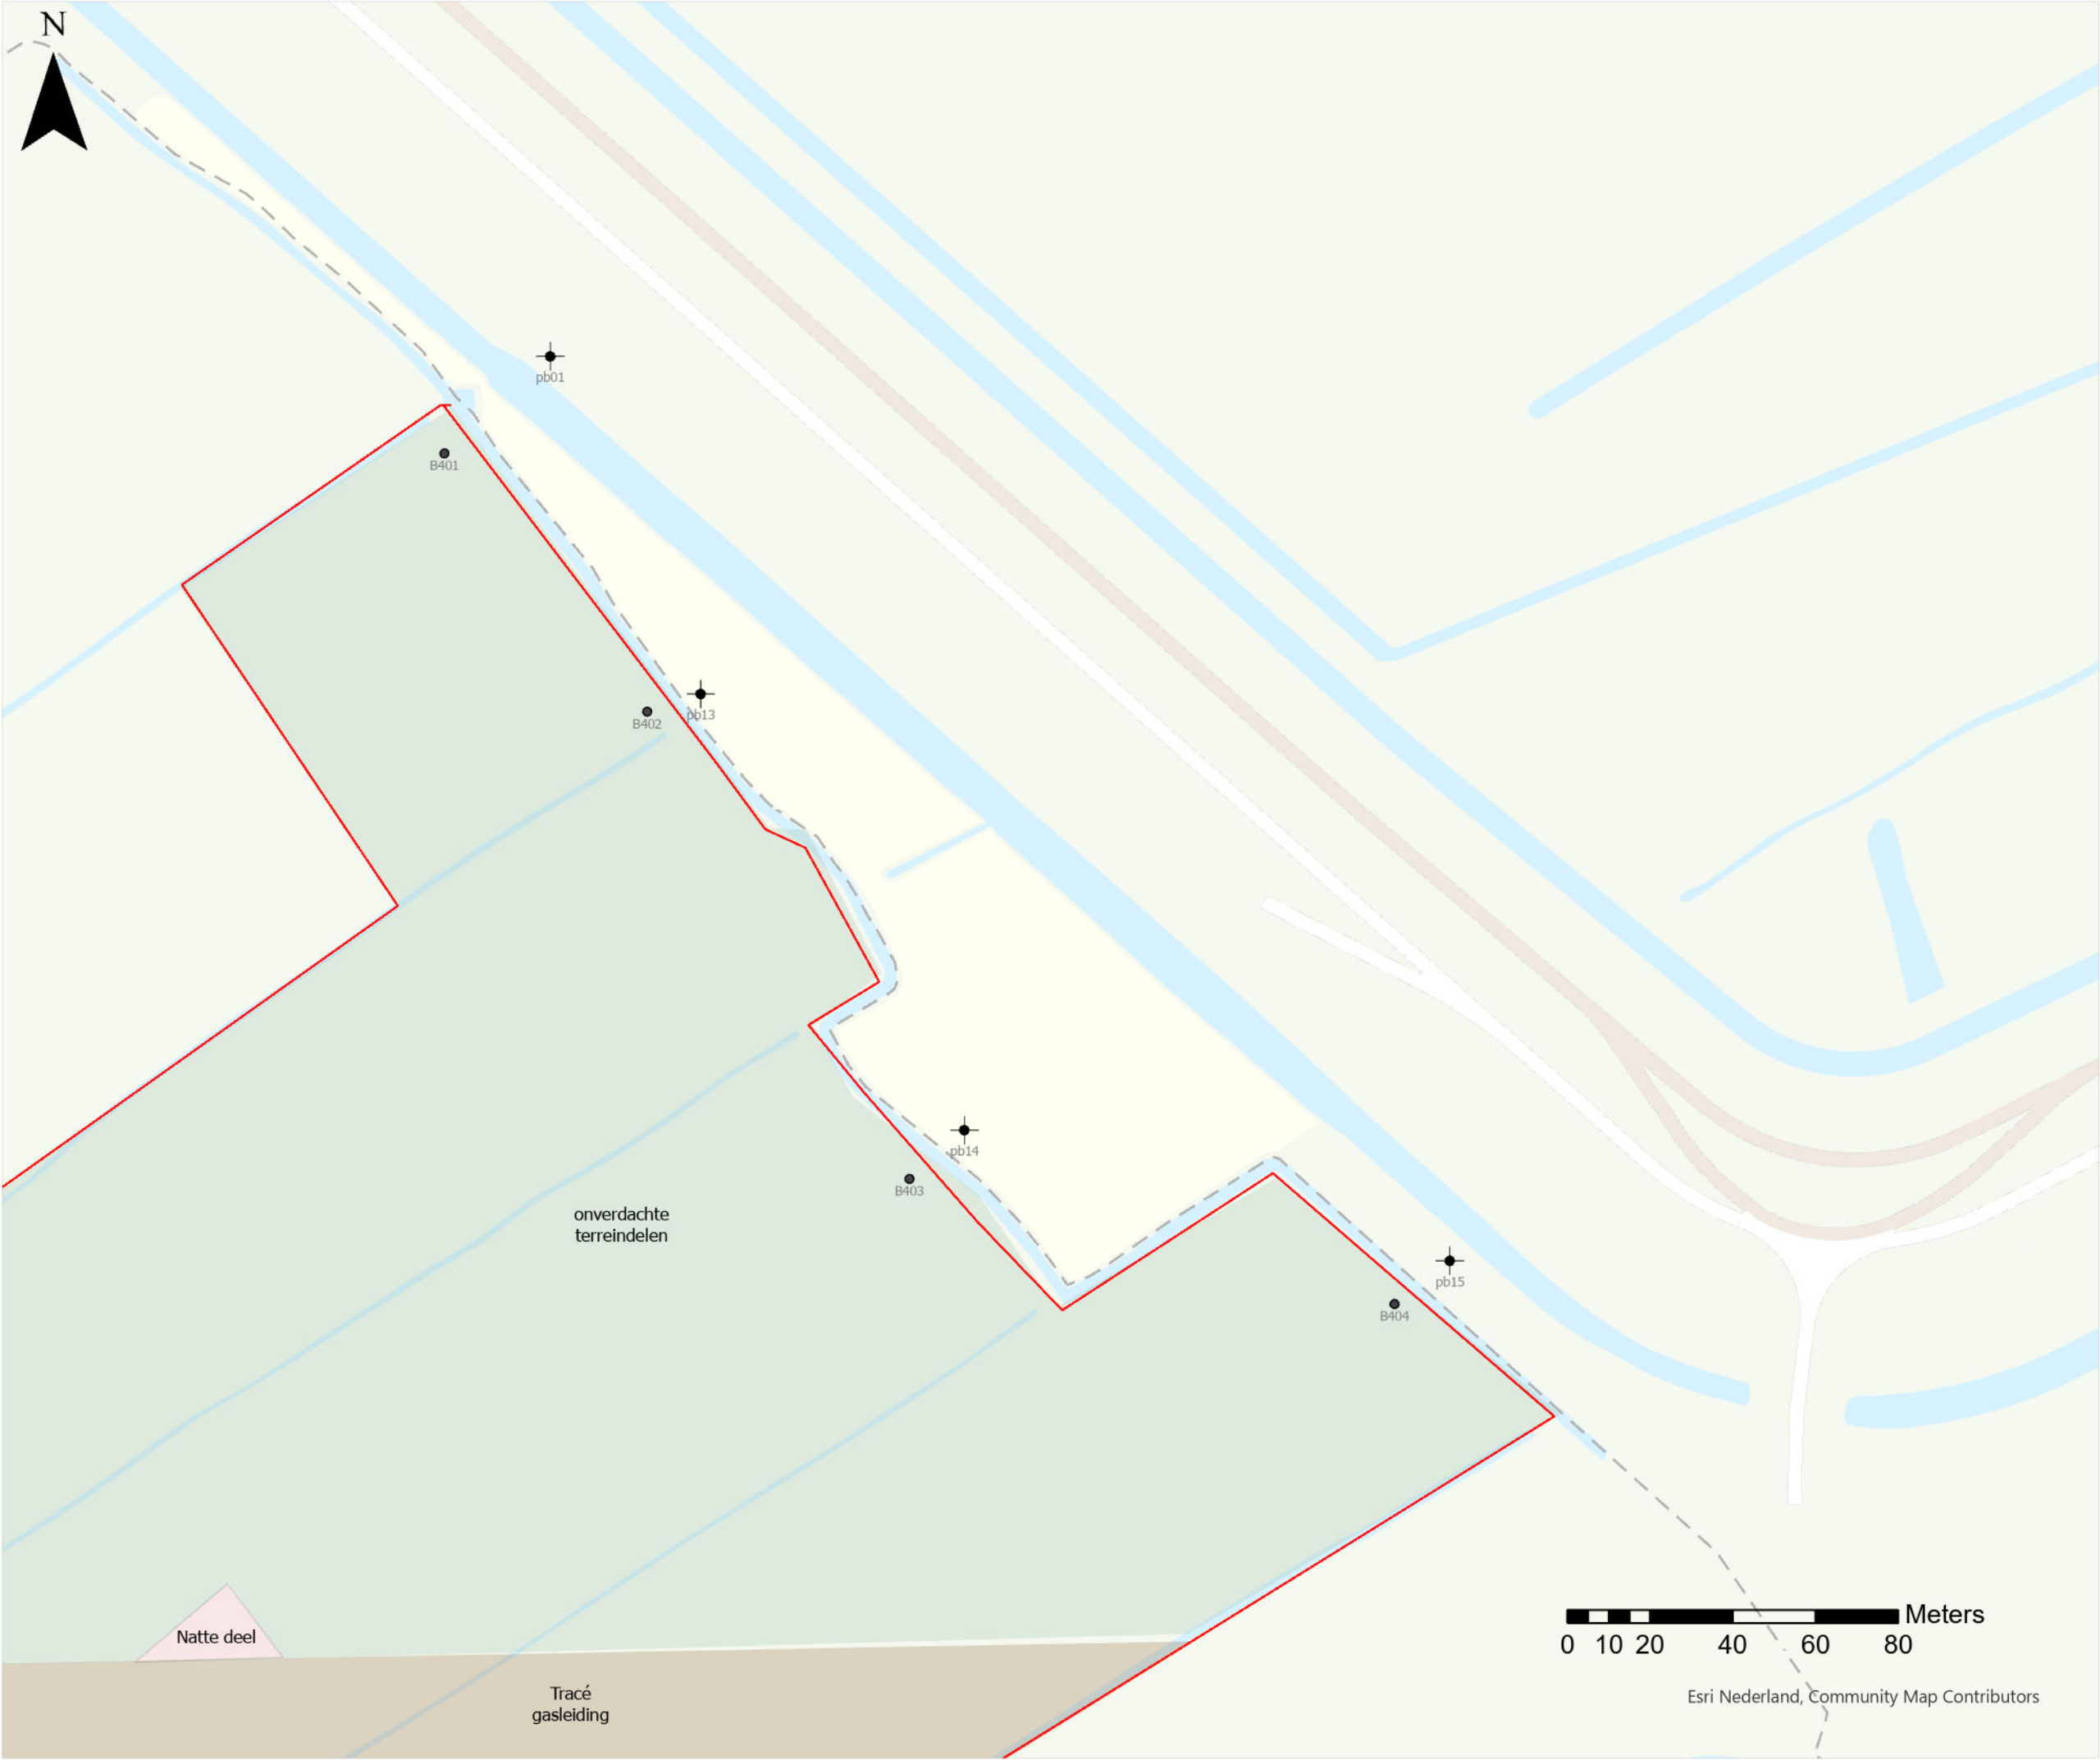 N
pb01
B401
pb13
B402
pb14
B403
onverdachte
terreindelen
pb15
B404
Natte deel
Meters
0 10 20 40 60 80
Tracé
gasleiding
Esri Nederland, Community Map Contributors